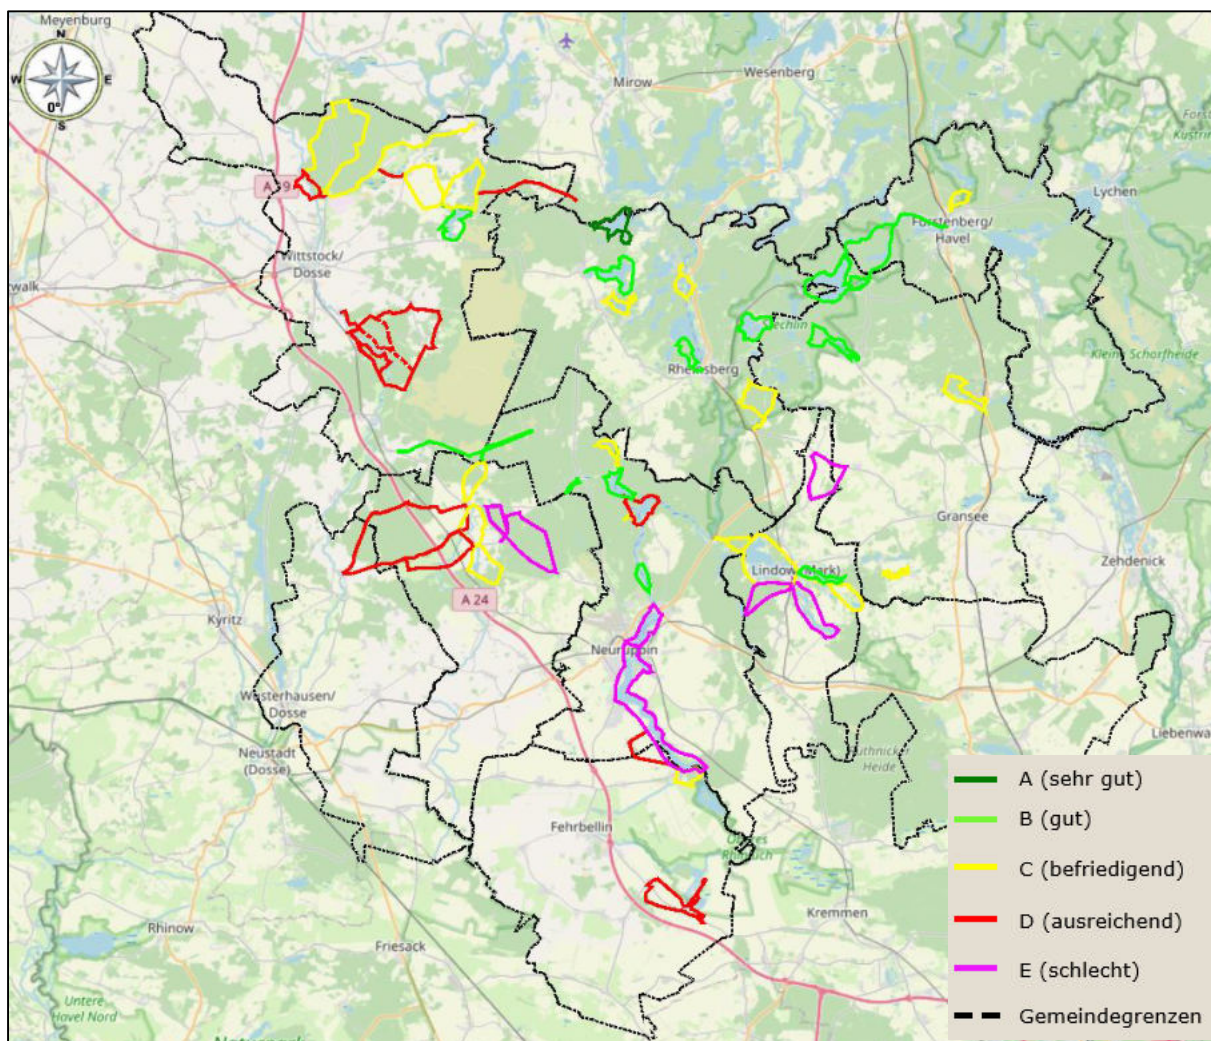 Meyenburg
N
W
E
0°
S
Mirow
Wesenberg
Lychen
A 19
Fürstenberg/
Havel
Wittstock/
Dosse
Stechlin
Kleine Schorfheide
Rheinsberg
Gransee
Zehdenick
Lindow (Mark)
A 24
Kyritz
Neuruppin
Wusterhausen/
Dosse
Neustadt
(Dosse)
Heide
Fehrbellin
Kremmen
Rhinow
Friesack
Untere
Havel Nord
A (sehr gut)
B (gut)
C (befriedigend)
D (ausreichend)
E (schlecht)
Gemeindegrenzen